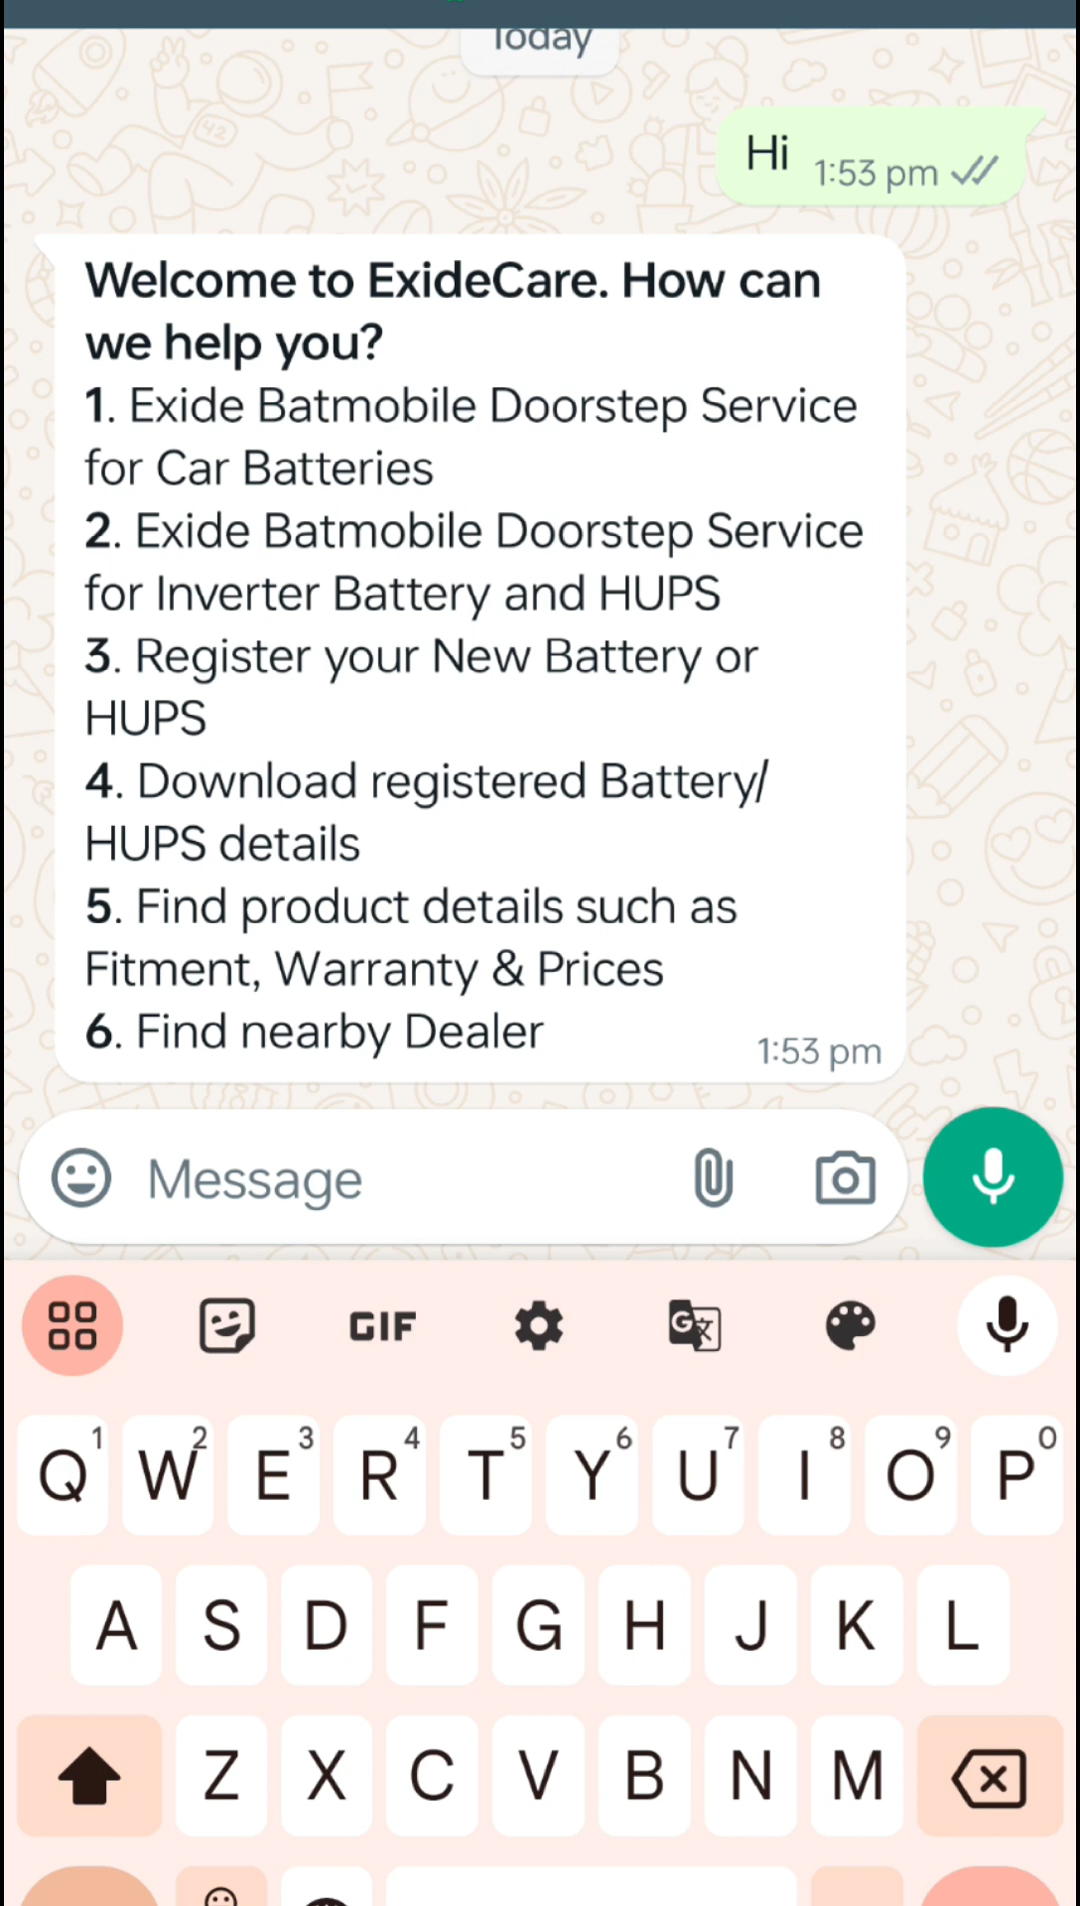 Today
Hi 1:53 pm
Welcome to ExideCare. How can
we help you?
1. Exide Batmobile Doorstep Service
for Car Batteries
2. Exide Batmobile Doorstep Service
for Inverter Battery and HUPS
3. Register your New Battery or
HUPS
4. Download registered Battery/
HUPS details
5. Find product details such as
Fitment, Warranty & Prices
6. Find nearby Dealer
1:53 pm
Message
GIF G文
1 2 3 4 5 6 7 8 9 0
Q W E R T Y U I O P
A S D F G H J K L
Z X C V B N M